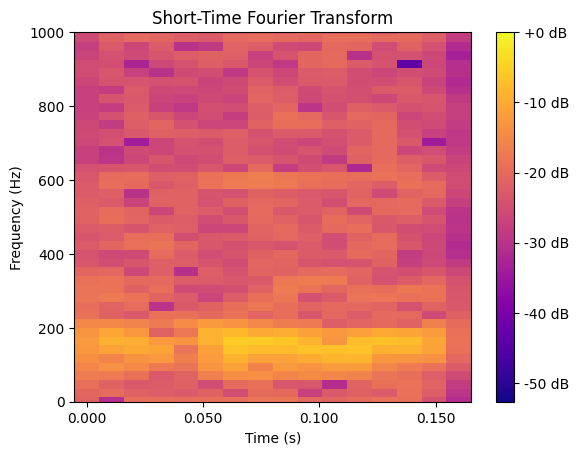 Short-Time Fourier Transform
1000
800
600
400
200
0
Frequency (Hz)
0.000
0.050
0.100
0.150
Time (s)
+0 dB
-10 dB
-20 dB
-30 dB
-40 dB
-50 dB